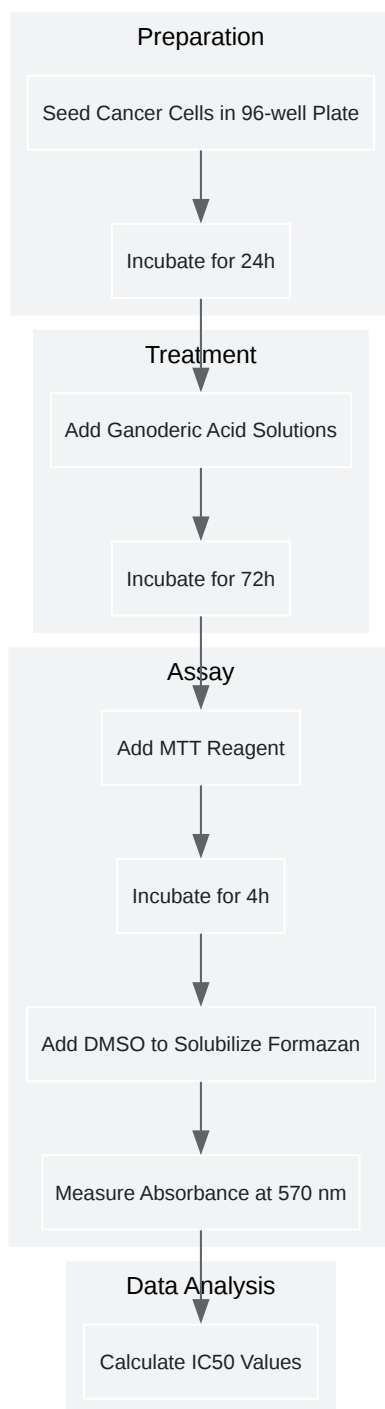 Preparation
Seed Cancer Cells in 96-well Plate
Incubate for 24h
Treatment
Add Ganoderic Acid Solutions
Incubate for 72h
Assay
Add MTT Reagent
Incubate for 4h
Add DMSO to Solubilize Formazan
Measure Absorbance at 570 nm
Data Analysis
Calculate IC50 Values